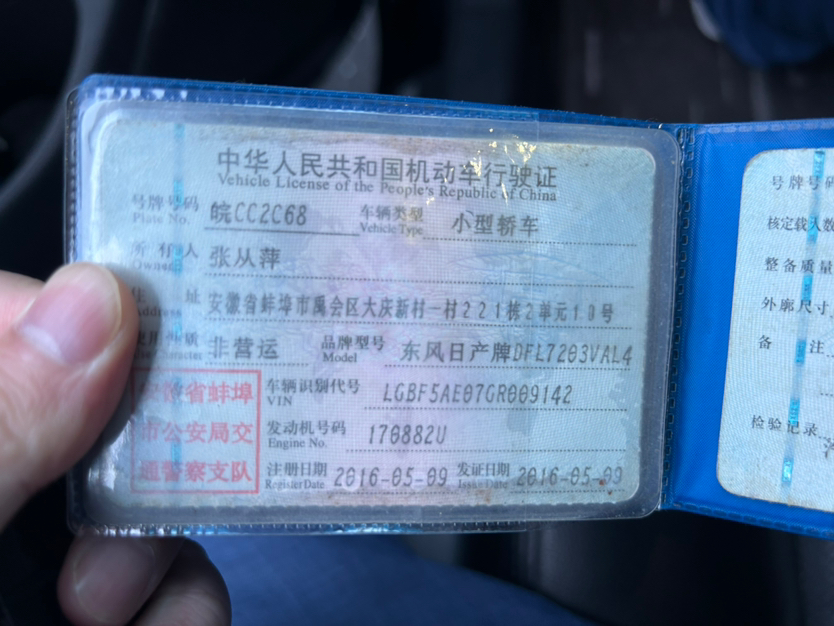 中华人民共和国机动车行驶证
Vehicle License of the People's Republic of China
号牌号码 皖CC2C68 车辆类型 小型轿车
Plate No. Vehicle Type
所有人 张从萍
Owner
住址 安徽省蚌埠市禹会区大庆新村一村221栋2单元10号
Address
使用性质 非营运 品牌型号 东风日产牌DFL7203VAL4
Character Model
安徽省蚌埠
市公安局交
通警察支队
车辆识别代号 LGBF5AE07GR009142
VIN
发动机号码 170882U
Engine No.
注册日期 2016-05-09 发证日期 2016-05-09
Register Date Issue Date
号牌号码
核定载人数
整备质量
外廓尺寸
备注
检验记录